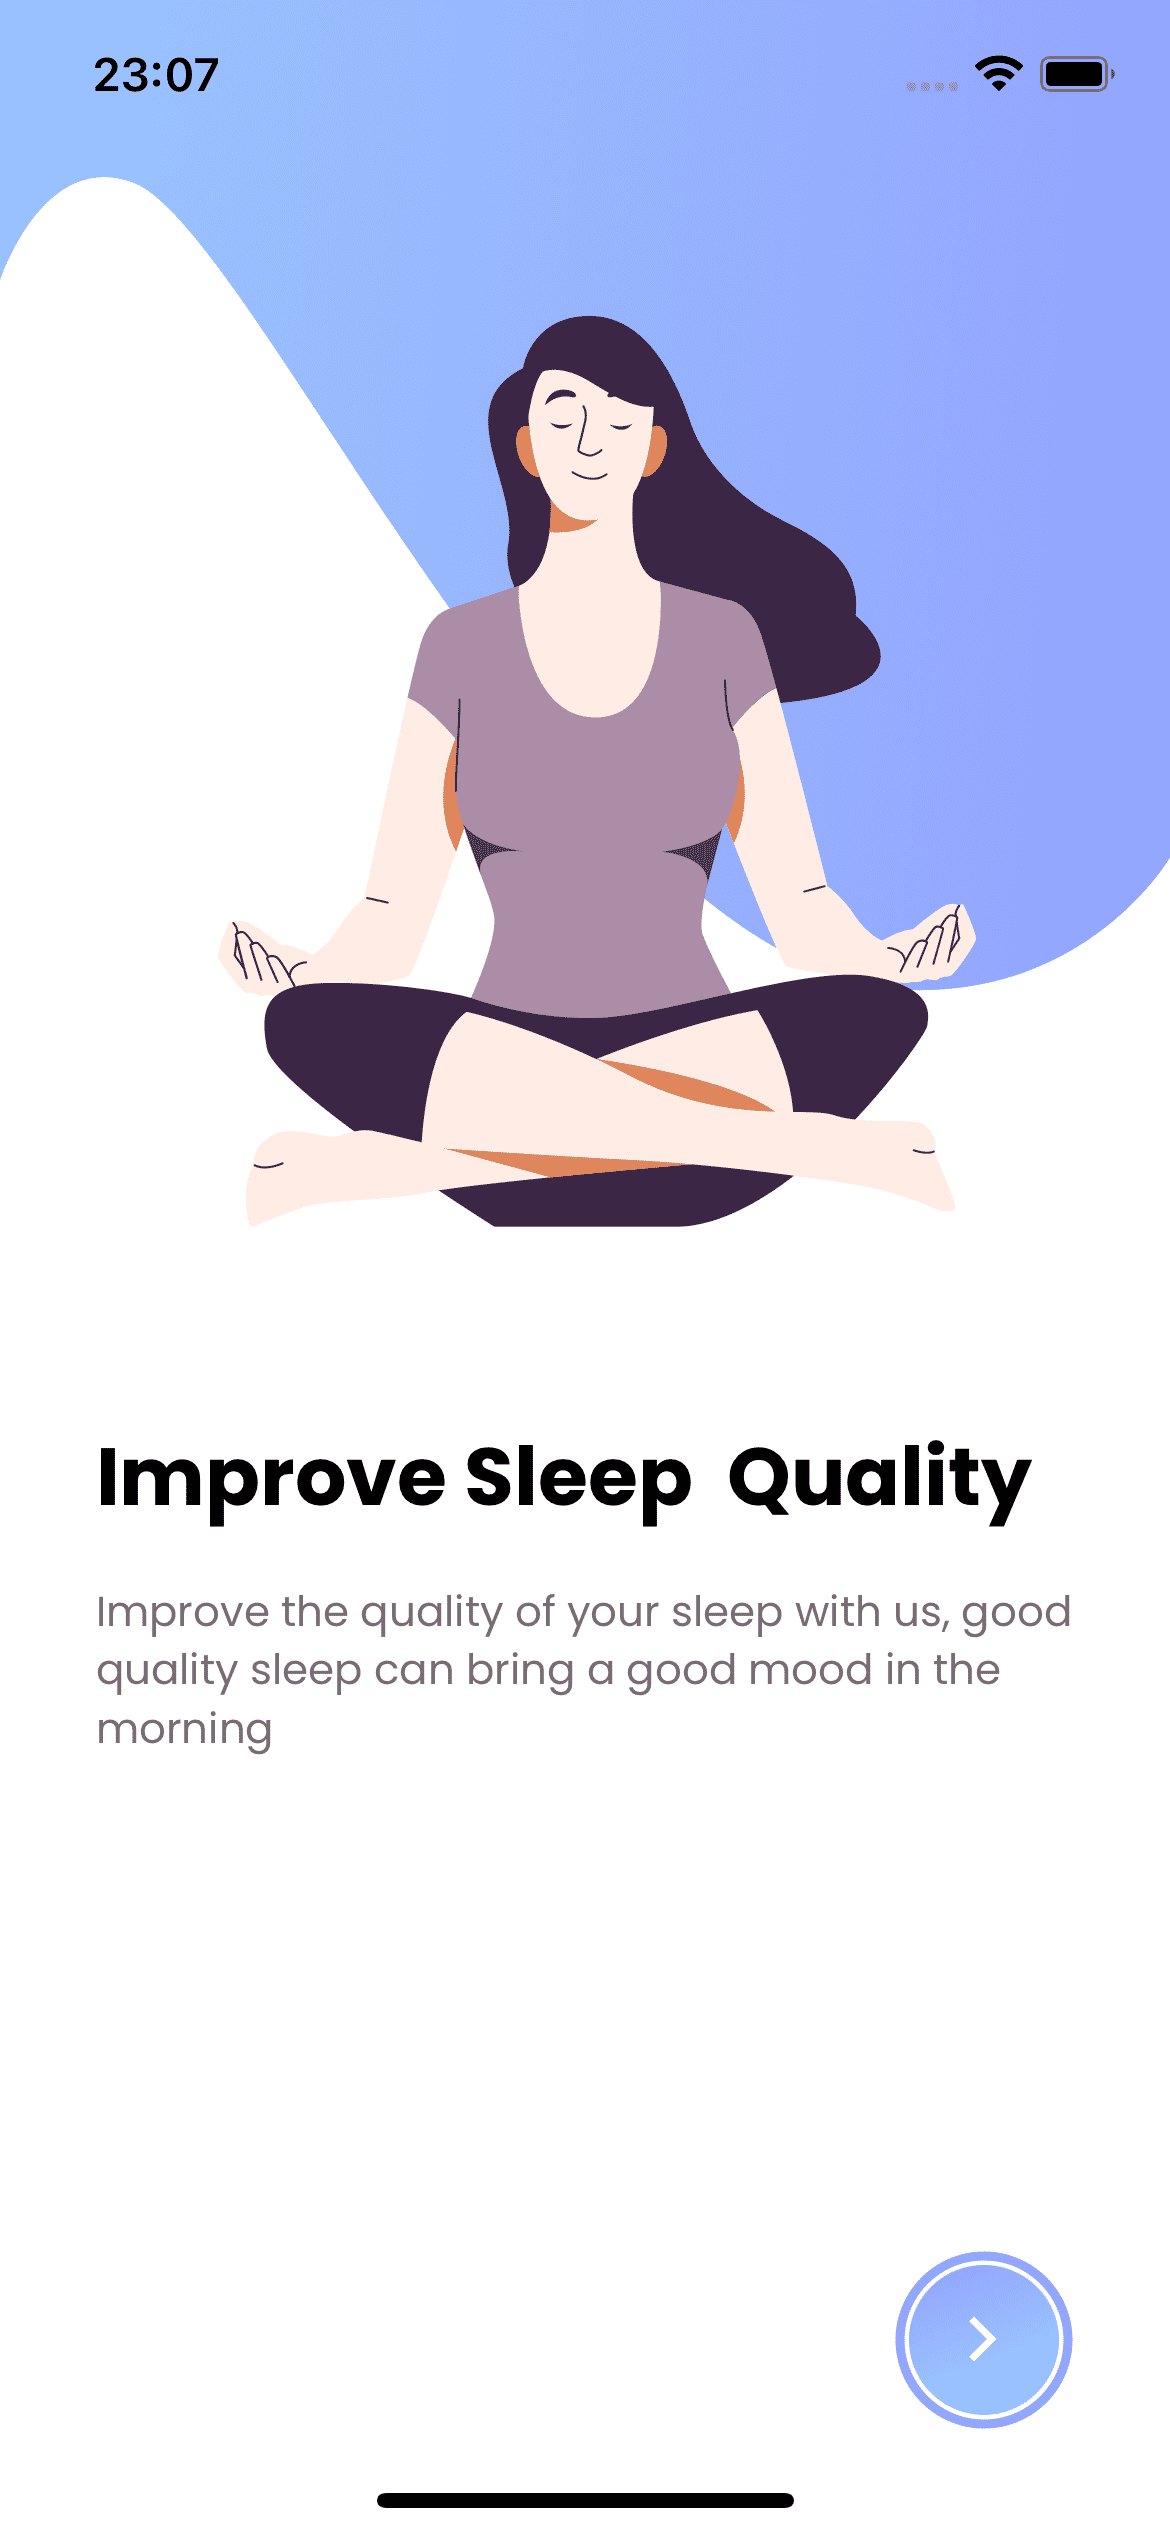 23:07
Improve Sleep  Quality
Improve the quality of your sleep with us, good
quality sleep can bring a good mood in the
morning